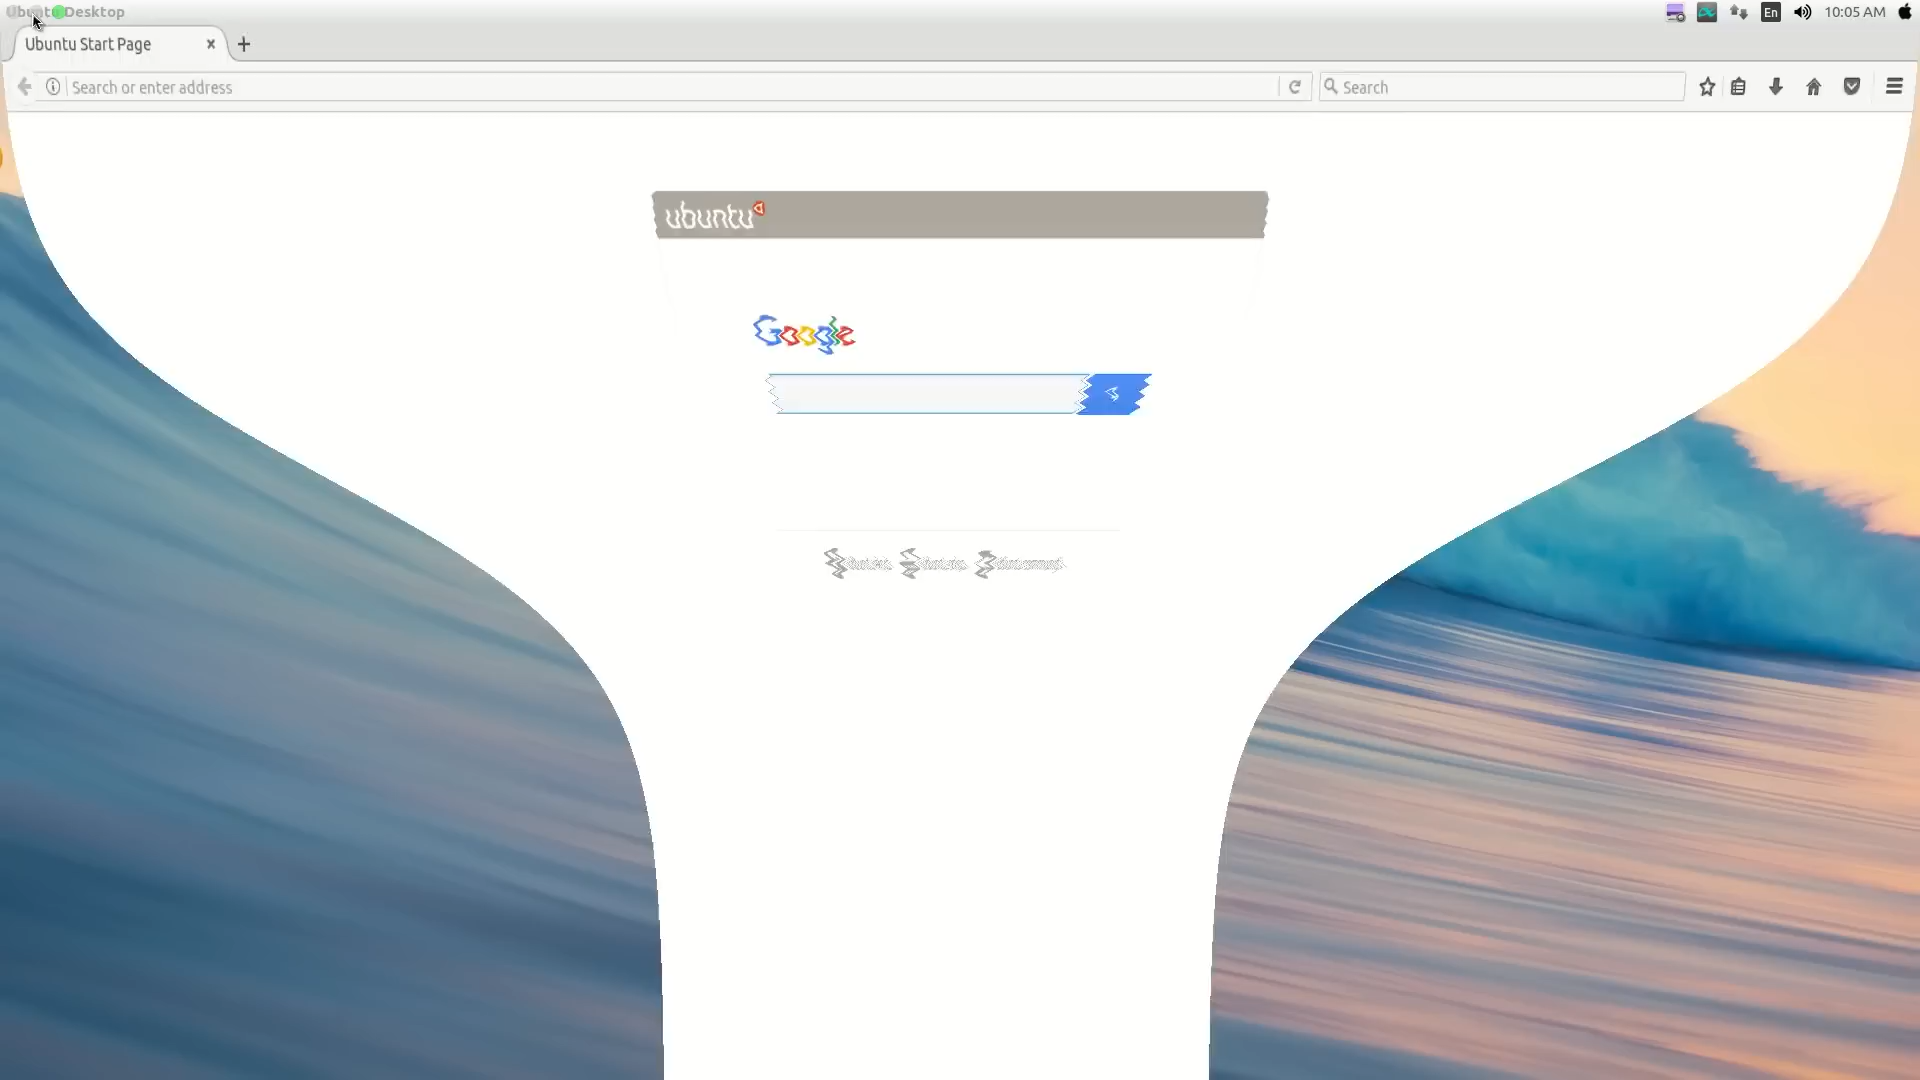 Ubuntu Desktop
En
10:05 AM
Ubuntu Start Page
Search or enter address
Search
ubuntu
Google